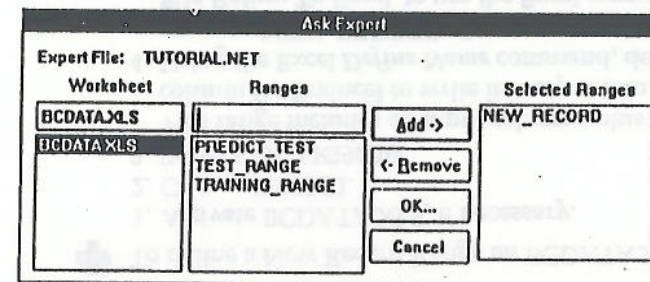 Ask Expert
Expert File: TUTORIAL.NET
Worksheet
Ranges
Selected Ranges
BCDATA.XLS
BCDATA.XLS
PREDICT_TEST
TEST_RANGE
TRAINING_RANGE
Add ->
<- Remove
OK...
Cancel
NEW_RECORD